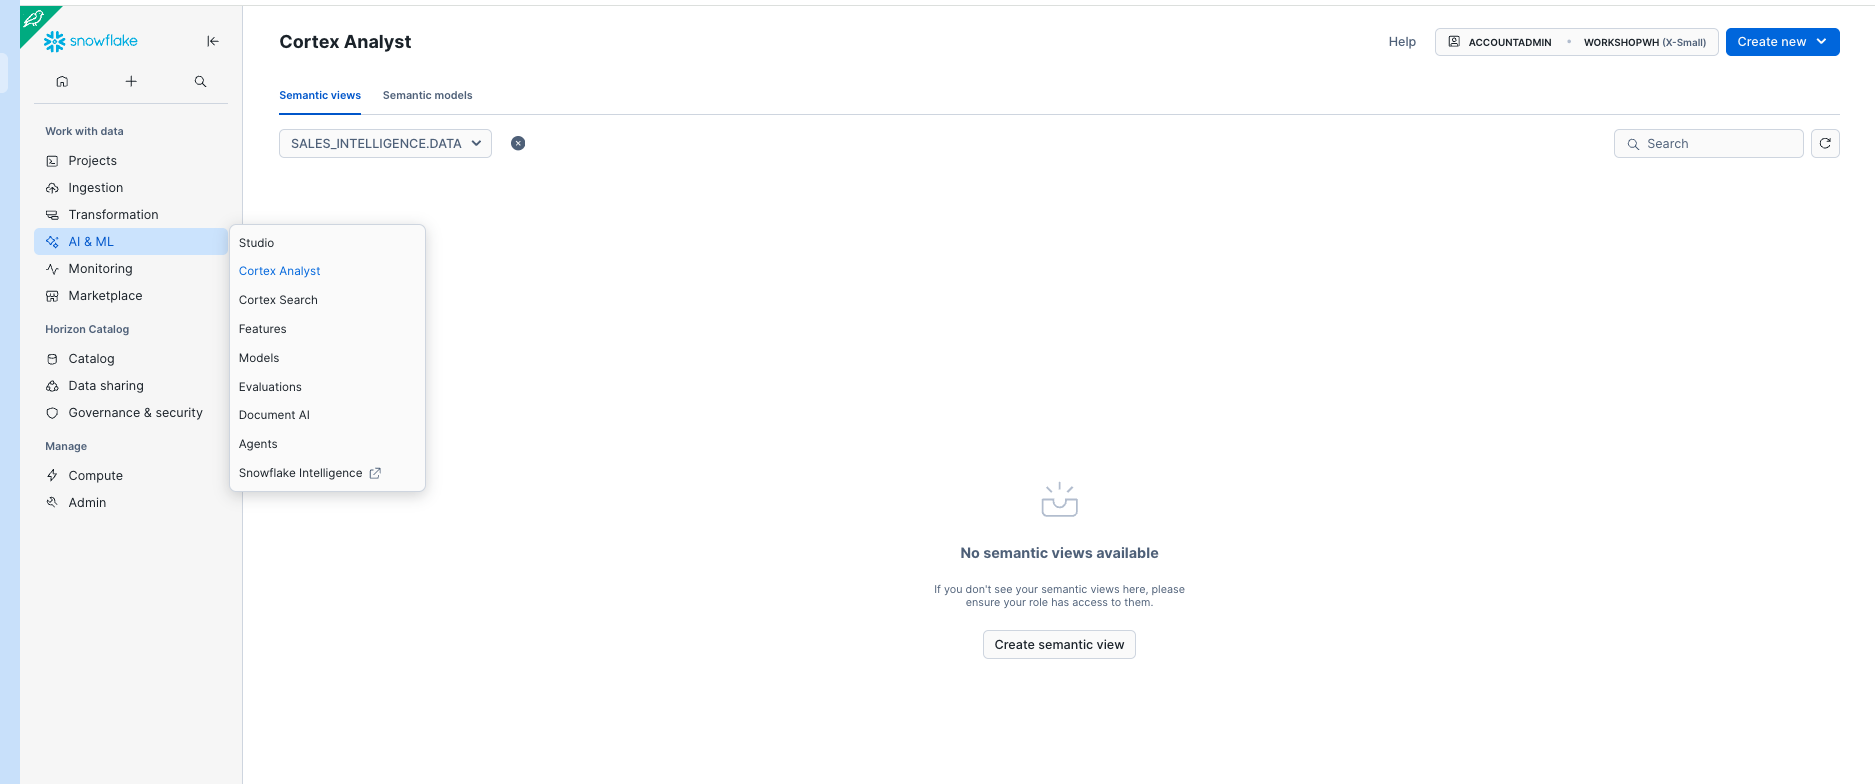 snowflake
Work with data
Projects
Ingestion
Transformation
AI & ML
Monitoring
Marketplace
Horizon Catalog
Catalog
Data sharing
Governance & security
Manage
Compute
Admin
Studio
Cortex Analyst
Cortex Search
Features
Models
Evaluations
Document AI
Agents
Snowflake Intelligence
Cortex Analyst
Help
ACCOUNTADMIN • WORKSHOPWH (X-Small)
Create new
Semantic views
Semantic models
SALES_INTELLIGENCE.DATA
Search
No semantic views available
If you don't see your semantic views here, please
ensure your role has access to them.
Create semantic view